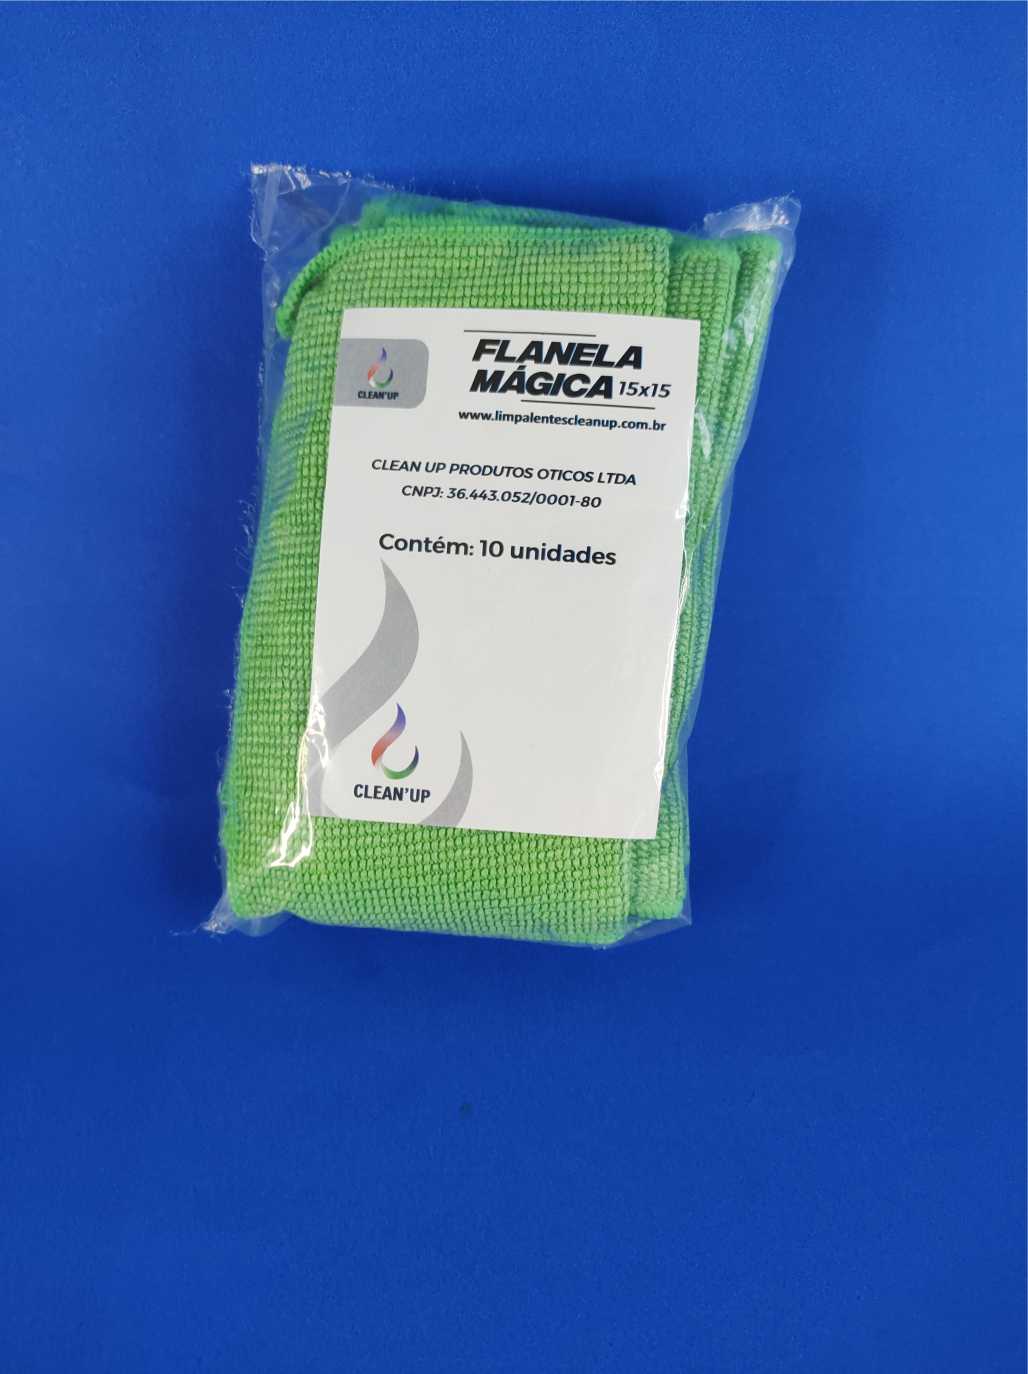 CLEAN'UP
FLANELA
MÁGICA 15x15
www.limpalentescleanup.com.br
CLEAN UP PRODUTOS OTICOS LTDA
CNPJ: 36.443.052/0001-80
Contém: 10 unidades
CLEAN'UP